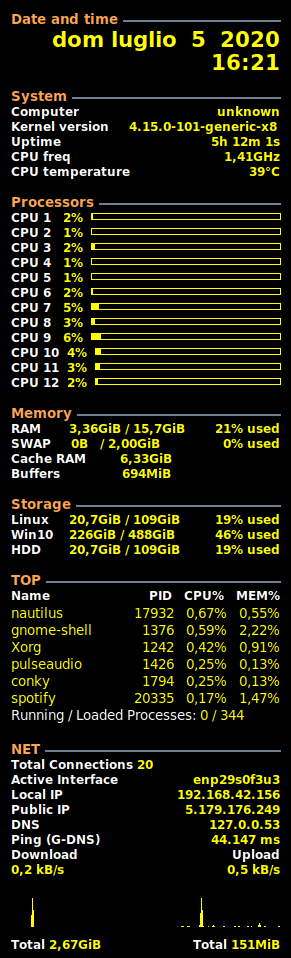 Date and time
dom luglio 5 2020
16:21
System
Computer unknown
Kernel version 4.15.0-101-generic-x8
Uptime 5h 12m 1s
CPU freq 1,41GHz
CPU temperature 39°C
Processors
CPU 1 2%
CPU 2 1%
CPU 3 2%
CPU 4 1%
CPU 5 1%
CPU 6 2%
CPU 7 5%
CPU 8 3%
CPU 9 6%
CPU 10 4%
CPU 11 3%
CPU 12 2%
Memory
RAM 3,36GiB / 15,7GiB 21% used
SWAP 0B / 2,00GiB 0% used
Cache RAM 6,33GiB
Buffers 694MiB
Storage
Linux 20,7GiB / 109GiB 19% used
Win10 226GiB / 488GiB 46% used
HDD 20,7GiB / 109GiB 19% used
TOP
Name PID CPU% MEM%
nautilus 17932 0,67% 0,55%
gnome-shell 1376 0,59% 2,22%
Xorg 1242 0,42% 0,91%
pulseaudio 1426 0,25% 0,13%
conky 1794 0,25% 0,13%
spotify 20335 0,17% 1,47%
Running / Loaded Processes: 0 / 344
NET
Total Connections 20
Active Interface enp29s0f3u3
Local IP 192.168.42.156
Public IP 5.179.176.249
DNS 127.0.0.53
Ping (G-DNS) 44.147 ms
Download Upload
0,2 kB/s 0,5 kB/s
Total 2,67GiB Total 151MiB